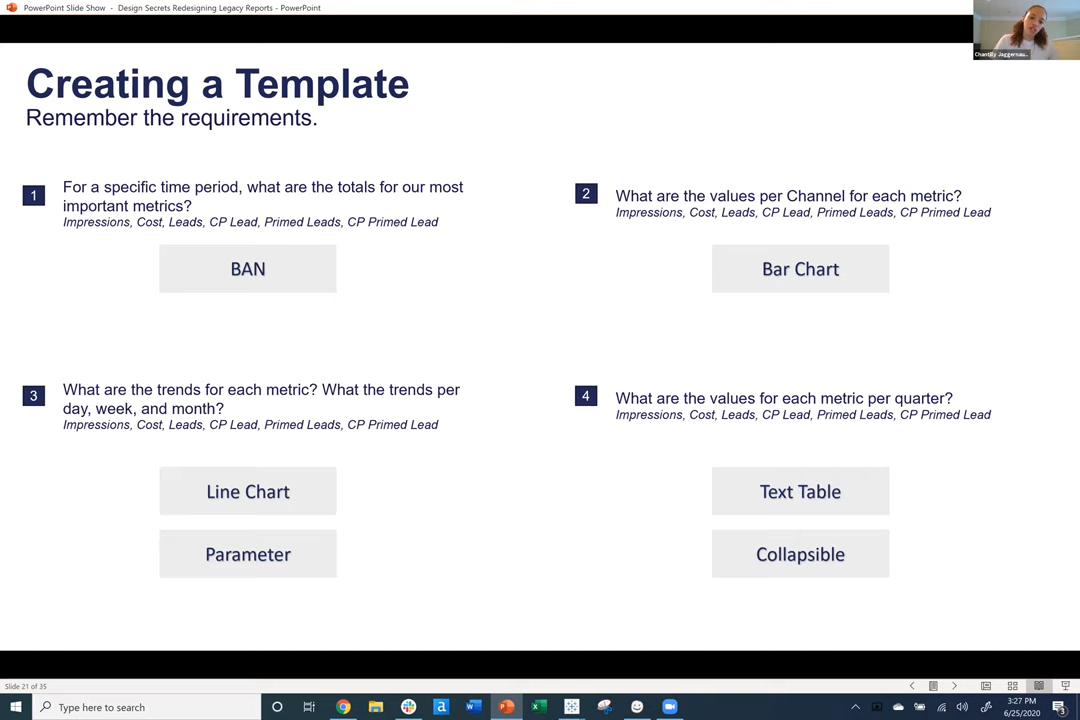 PowerPoint Slide Show - Design Secrets Redesigning Legacy Reports - PowerPoint
Chantilly Jaggernau...
Creating a Template
Remember the requirements.
1
For a specific time period, what are the totals for our most
important metrics?
Impressions, Cost, Leads, CP Lead, Primed Leads, CP Primed Lead
BAN
2
What are the values per Channel for each metric?
Impressions, Cost, Leads, CP Lead, Primed Leads, CP Primed Lead
Bar Chart
3
What are the trends for each metric? What the trends per
day, week, and month?
Impressions, Cost, Leads, CP Lead, Primed Leads, CP Primed Lead
Line Chart
Parameter
4
What are the values for each metric per quarter?
Impressions, Cost, Leads, CP Lead, Primed Leads, CP Primed Lead
Text Table
Collapsible
Slide 21 of 35
Type here to search
3:27 PM
6/25/2020
3